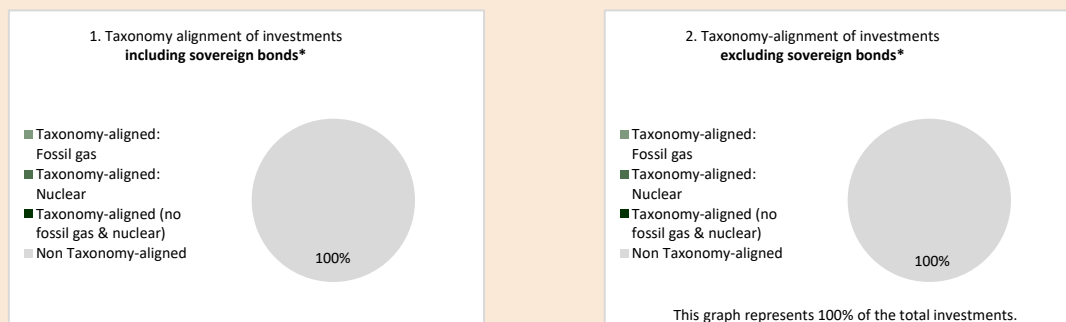 1. Taxonomy alignment of investments
including sovereign bonds*
Taxonomy-aligned:
Fossil gas
Taxonomy-aligned:
Nuclear
Taxonomy-aligned (no
fossil gas & nuclear)
Non Taxonomy-aligned
100%
2. Taxonomy-alignment of investments
excluding sovereign bonds*
Taxonomy-aligned:
Fossil gas
Taxonomy-aligned:
Nuclear
Taxonomy-aligned (no
fossil gas & nuclear)
Non Taxonomy-aligned
100%
This graph represents 100% of the total investments.